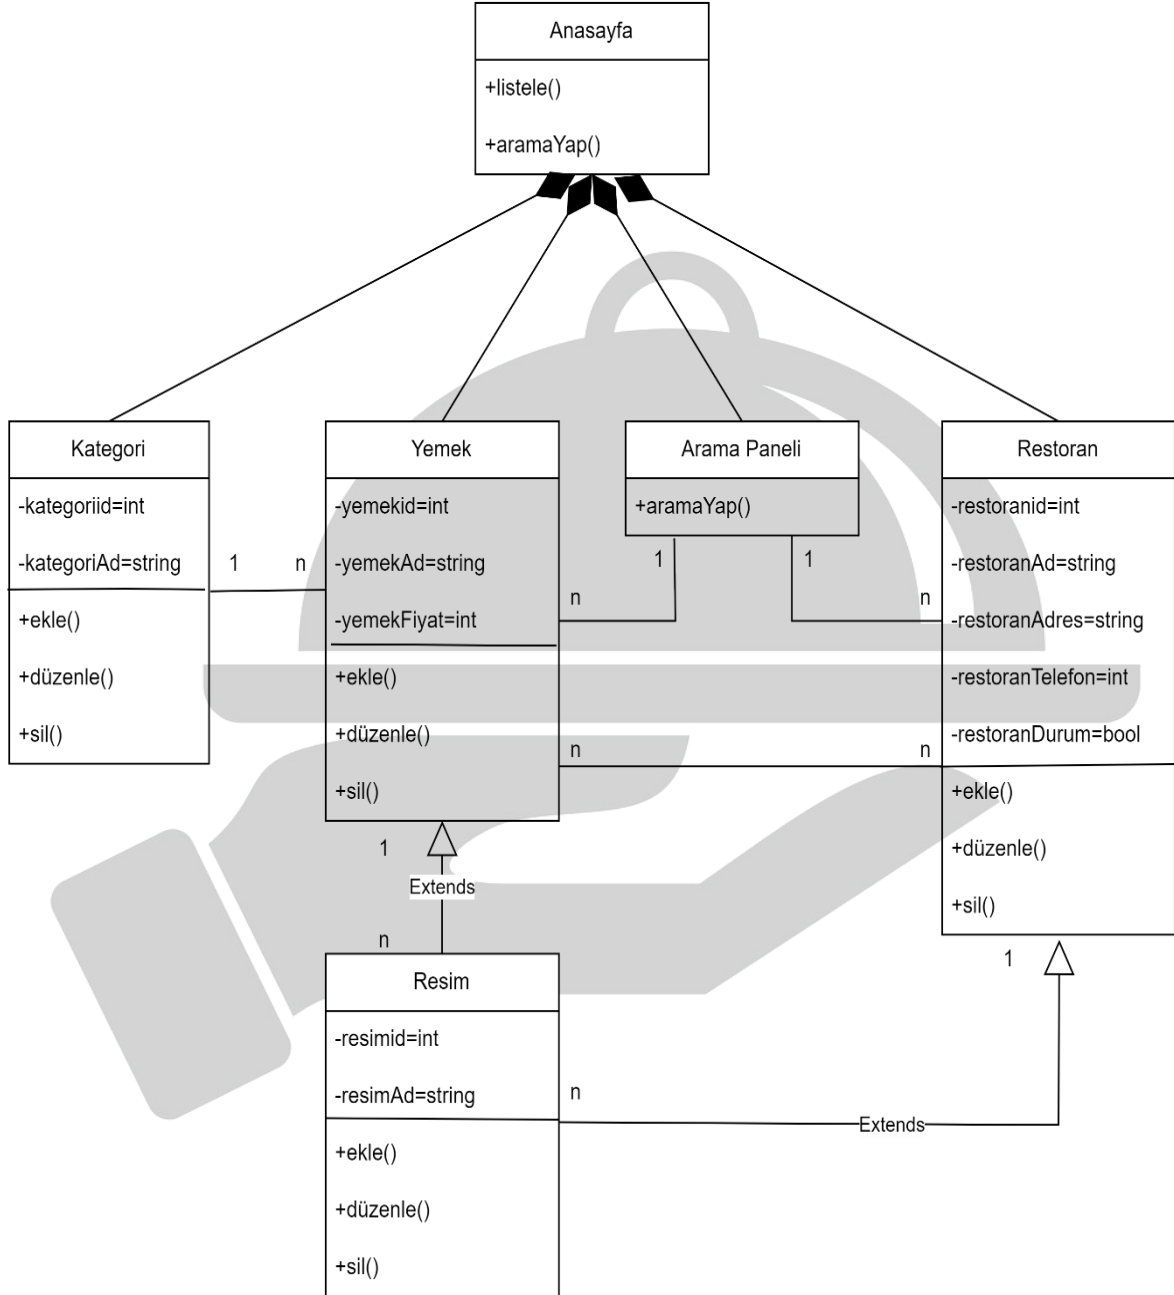 Anasayfa
+listele()
+aramaYap()
Kategori
-kategoriid=int
-kategoriAd=string
+ekle()
+düzenle()
+sil()
1
n
Yemek
-yemekid=int
-yemekAd=string
-yemekFiyat=int
+ekle()
+düzenle()
+sil()
Arama Paneli
+aramaYap()
1
1
n
n
n
n
Restoran
-restoranid=int
-restoranAd=string
-restoranAdres=string
-restoranTelefon=int
-restoranDurum=bool
+ekle()
+düzenle()
+sil()
1
Extends
n
Resim
-resimid=int
-resimAd=string
+ekle()
+düzenle()
+sil()
1
n
Extends